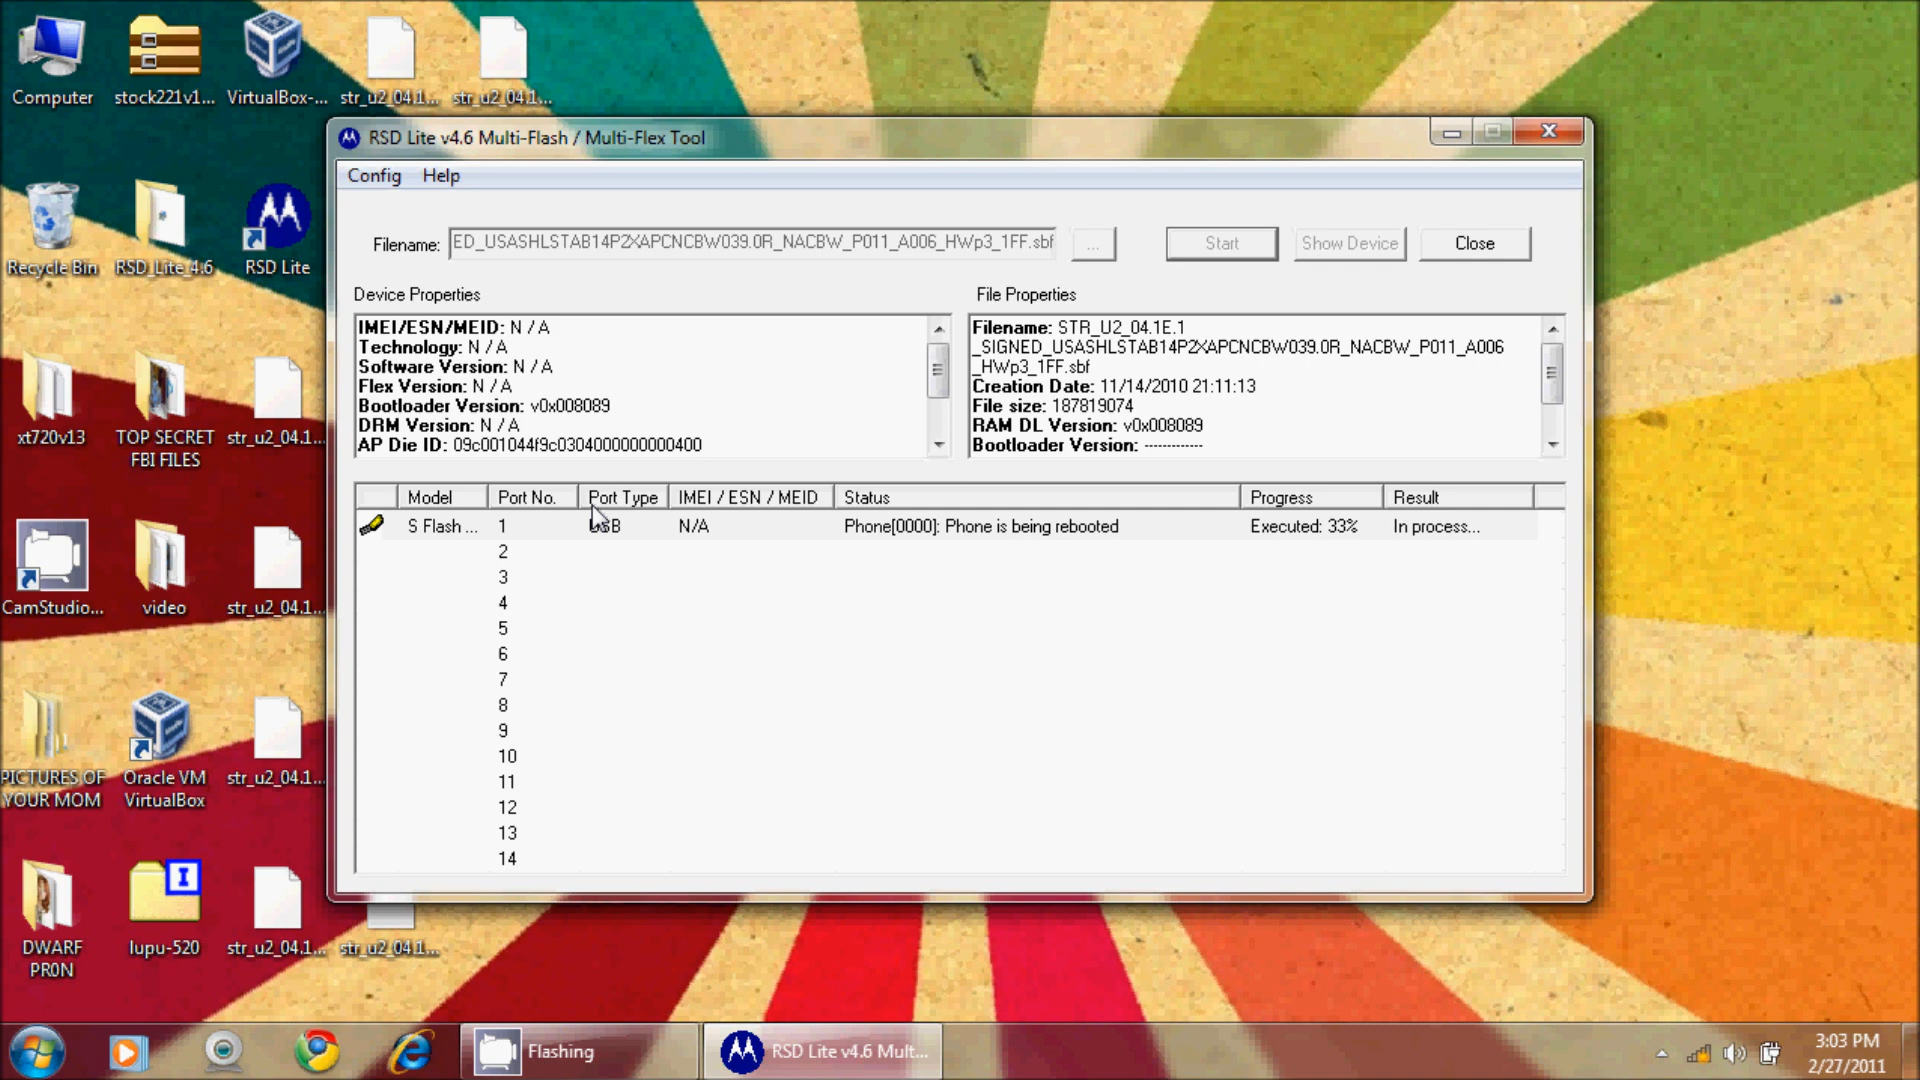 Computer
stock221v1...
VirtualBox-...
str_u2_04.1...
str_u2_04.1...
Recycle Bin
RSD_Lite_4.6
RSD Lite
xt720v13
TOP SECRET
FBI FILES
str_u2_04.1...
CamStudio...
video
str_u2_04.1...
PICTURES OF
YOUR MOM
Oracle VM
VirtualBox
str_u2_04.1...
DWARF
PR0N
lupu-520
str_u2_04.1...
str_u2_04.1...
RSD Lite v4.6 Multi-Flash / Multi-Flex Tool
Config Help
Filename: ED_USASHLSTAB14P2XAPCNCBW039.0R_NACBW_P011_A006_HWp3_1FF.sbf ... Start Show Device Close
Device Properties
IMEI/ESN/MEID: N / A
Technology: N / A
Software Version: N / A
Flex Version: N / A
Bootloader Version: v0x008089
DRM Version: N / A
AP Die ID: 09c001044f9c0304000000000400
File Properties
Filename: STR_U2_04.1E.1
_SIGNED_USASHLSTAB14P2XAPCNCBW039.0R_NACBW_P011_A006
_HWp3_1FF.sbf
Creation Date: 11/14/2010 21:11:13
File size: 187819074
RAM DL Version: v0x008089
Bootloader Version: ------------
Model Port No. Port Type IMEI / ESN / MEID Status Progress Result
S Flash ... 1 USB N/A Phone[0000]: Phone is being rebooted Executed: 33% In process...
2
3
4
5
6
7
8
9
10
11
12
13
14
Flashing
RSD Lite v4.6 Mult...
3:03 PM
2/27/2011